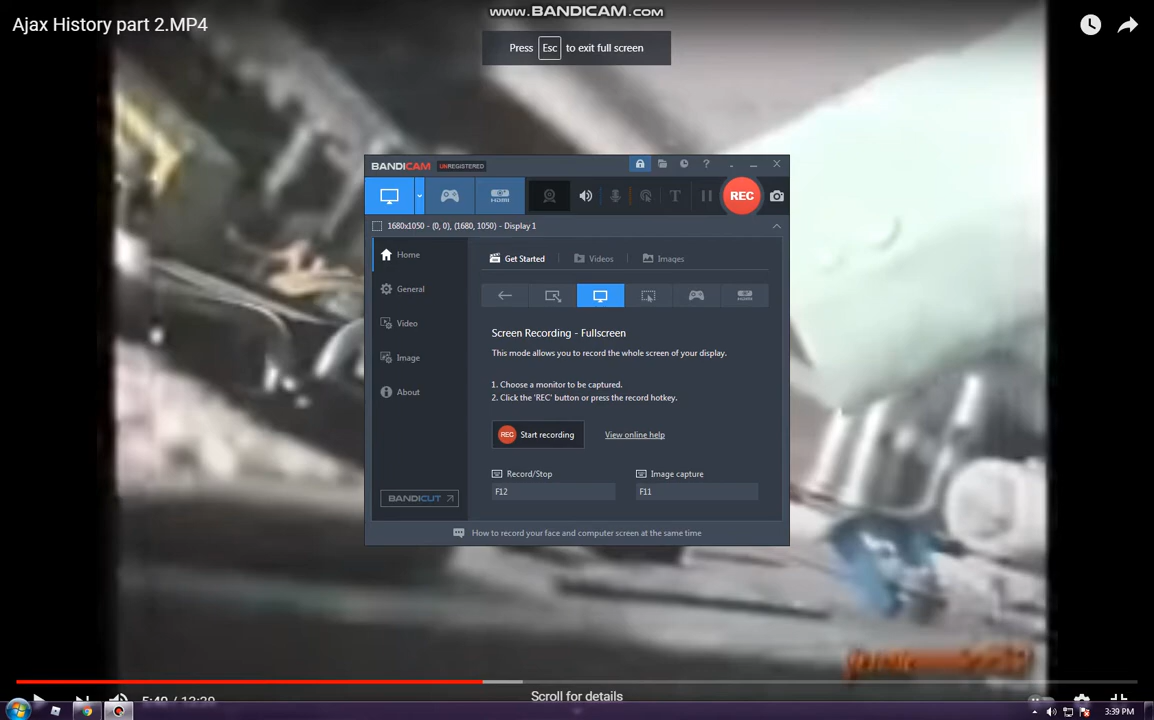 www.BANDICAM.com
Ajax History part 2.MP4
Press Esc to exit full screen
BANDICAM UNREGISTERED
HDMI
T
REC
1680x1050 - (0, 0), (1680, 1050) - Display 1
Home
Get Started
Videos
Images
General
HDMI
Screen Recording - Fullscreen
Video
This mode allows you to record the whole screen of your display.
Image
1. Choose a monitor to be captured.
2. Click the 'REC' button or press the record hotkey.
About
REC Start recording
View online help
Record/Stop
Image capture
F12
F11
BANDICUT
How to record your face and computer screen at the same time
Scroll for details
3:39 PM